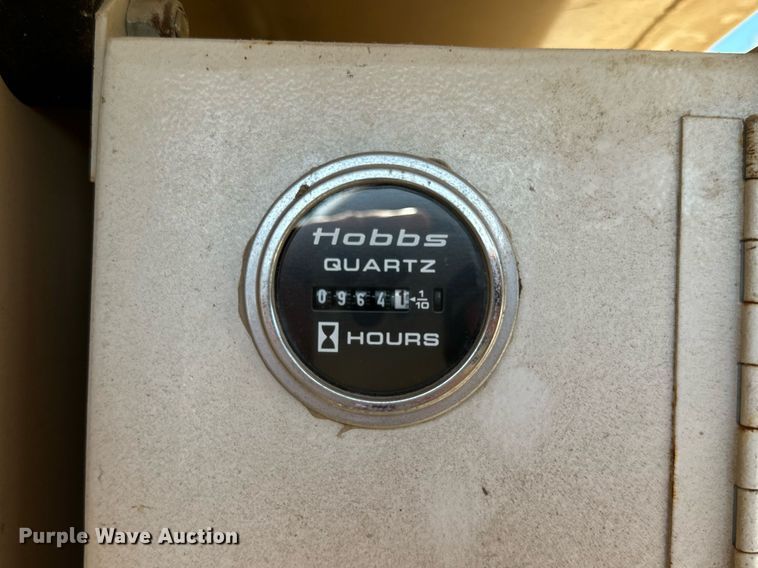 Hobbs
QUARTZ
09641 ◄ 1/10
HOURS
Purple Wave Auction